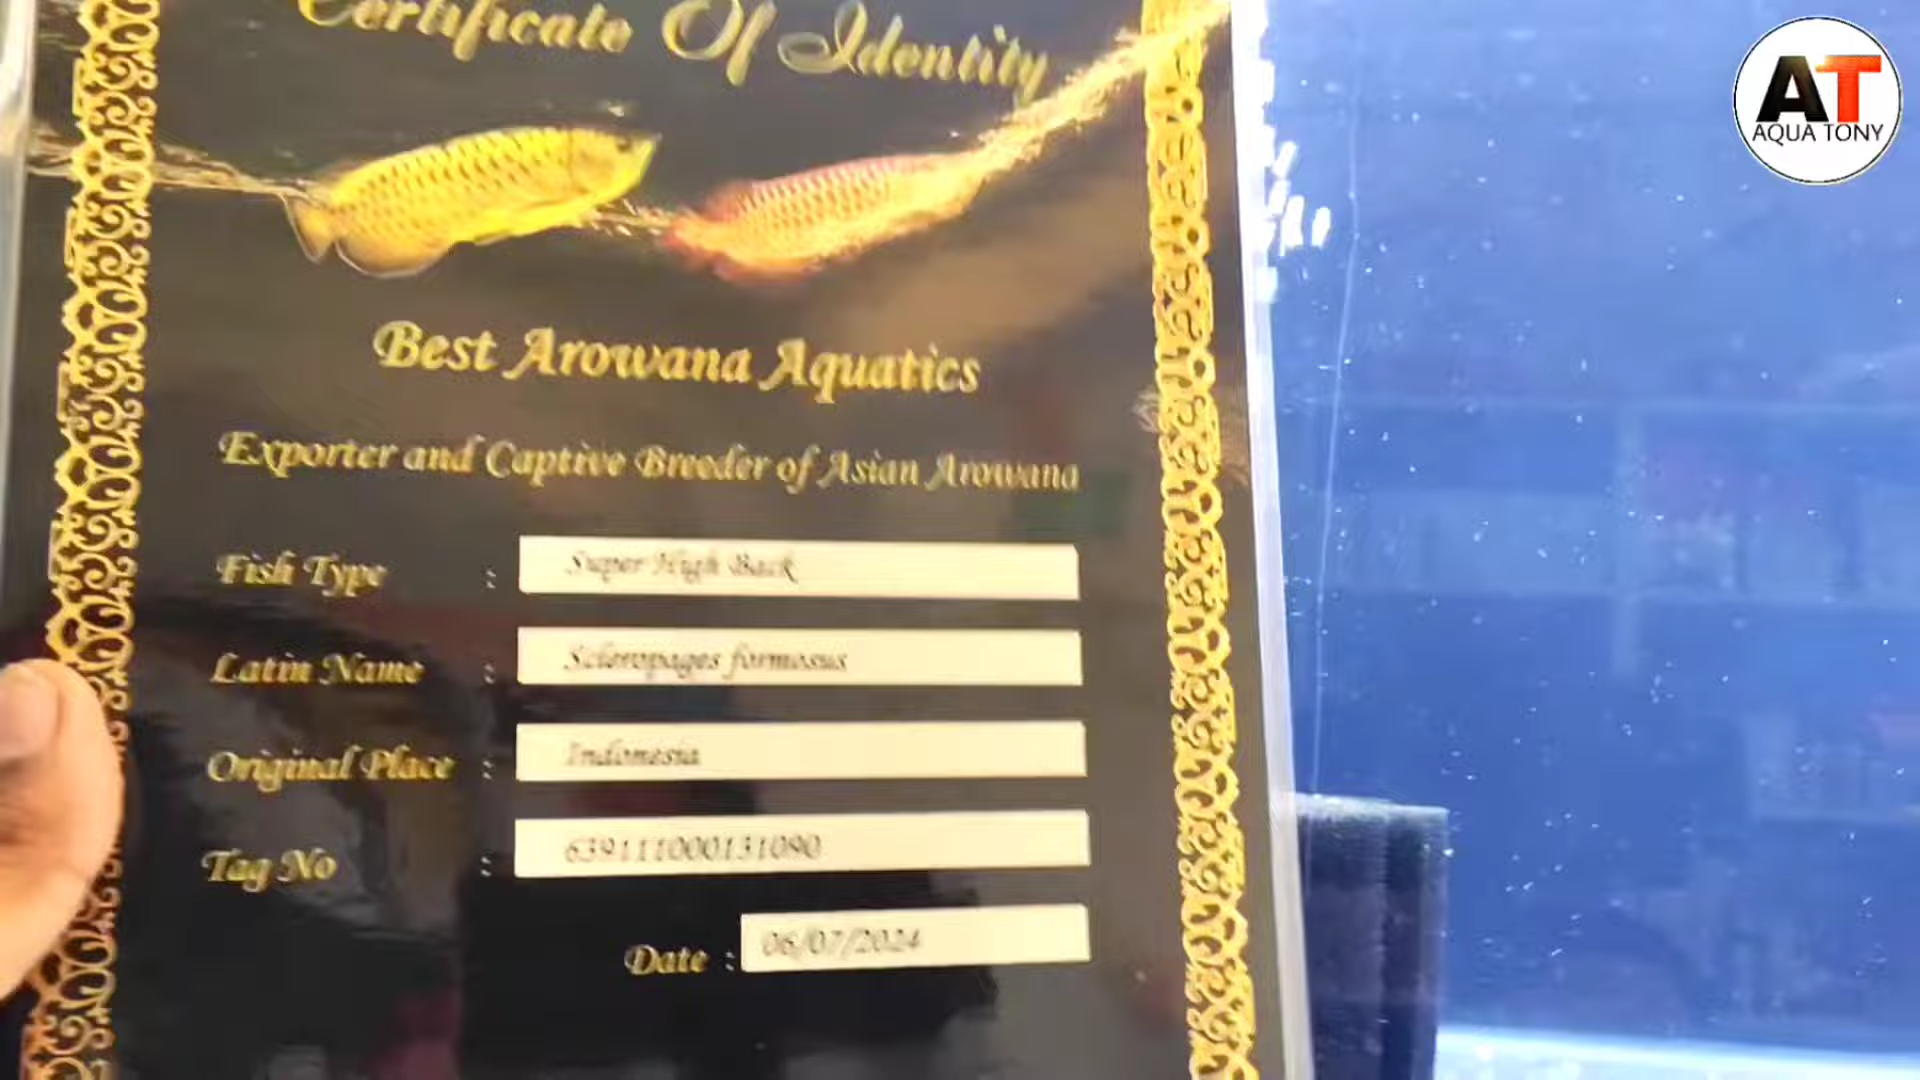 Certificate Of Identity
AT
AQUA TONY
Best Arowana Aquatics
Exporter and Captive Breeder of Asian Arowana
Fish Type : Super High Back
Latin Name : Scleropages formosus
Original Place : Indonesia
Tag No : 639111000131090
Date : 06/07/2024